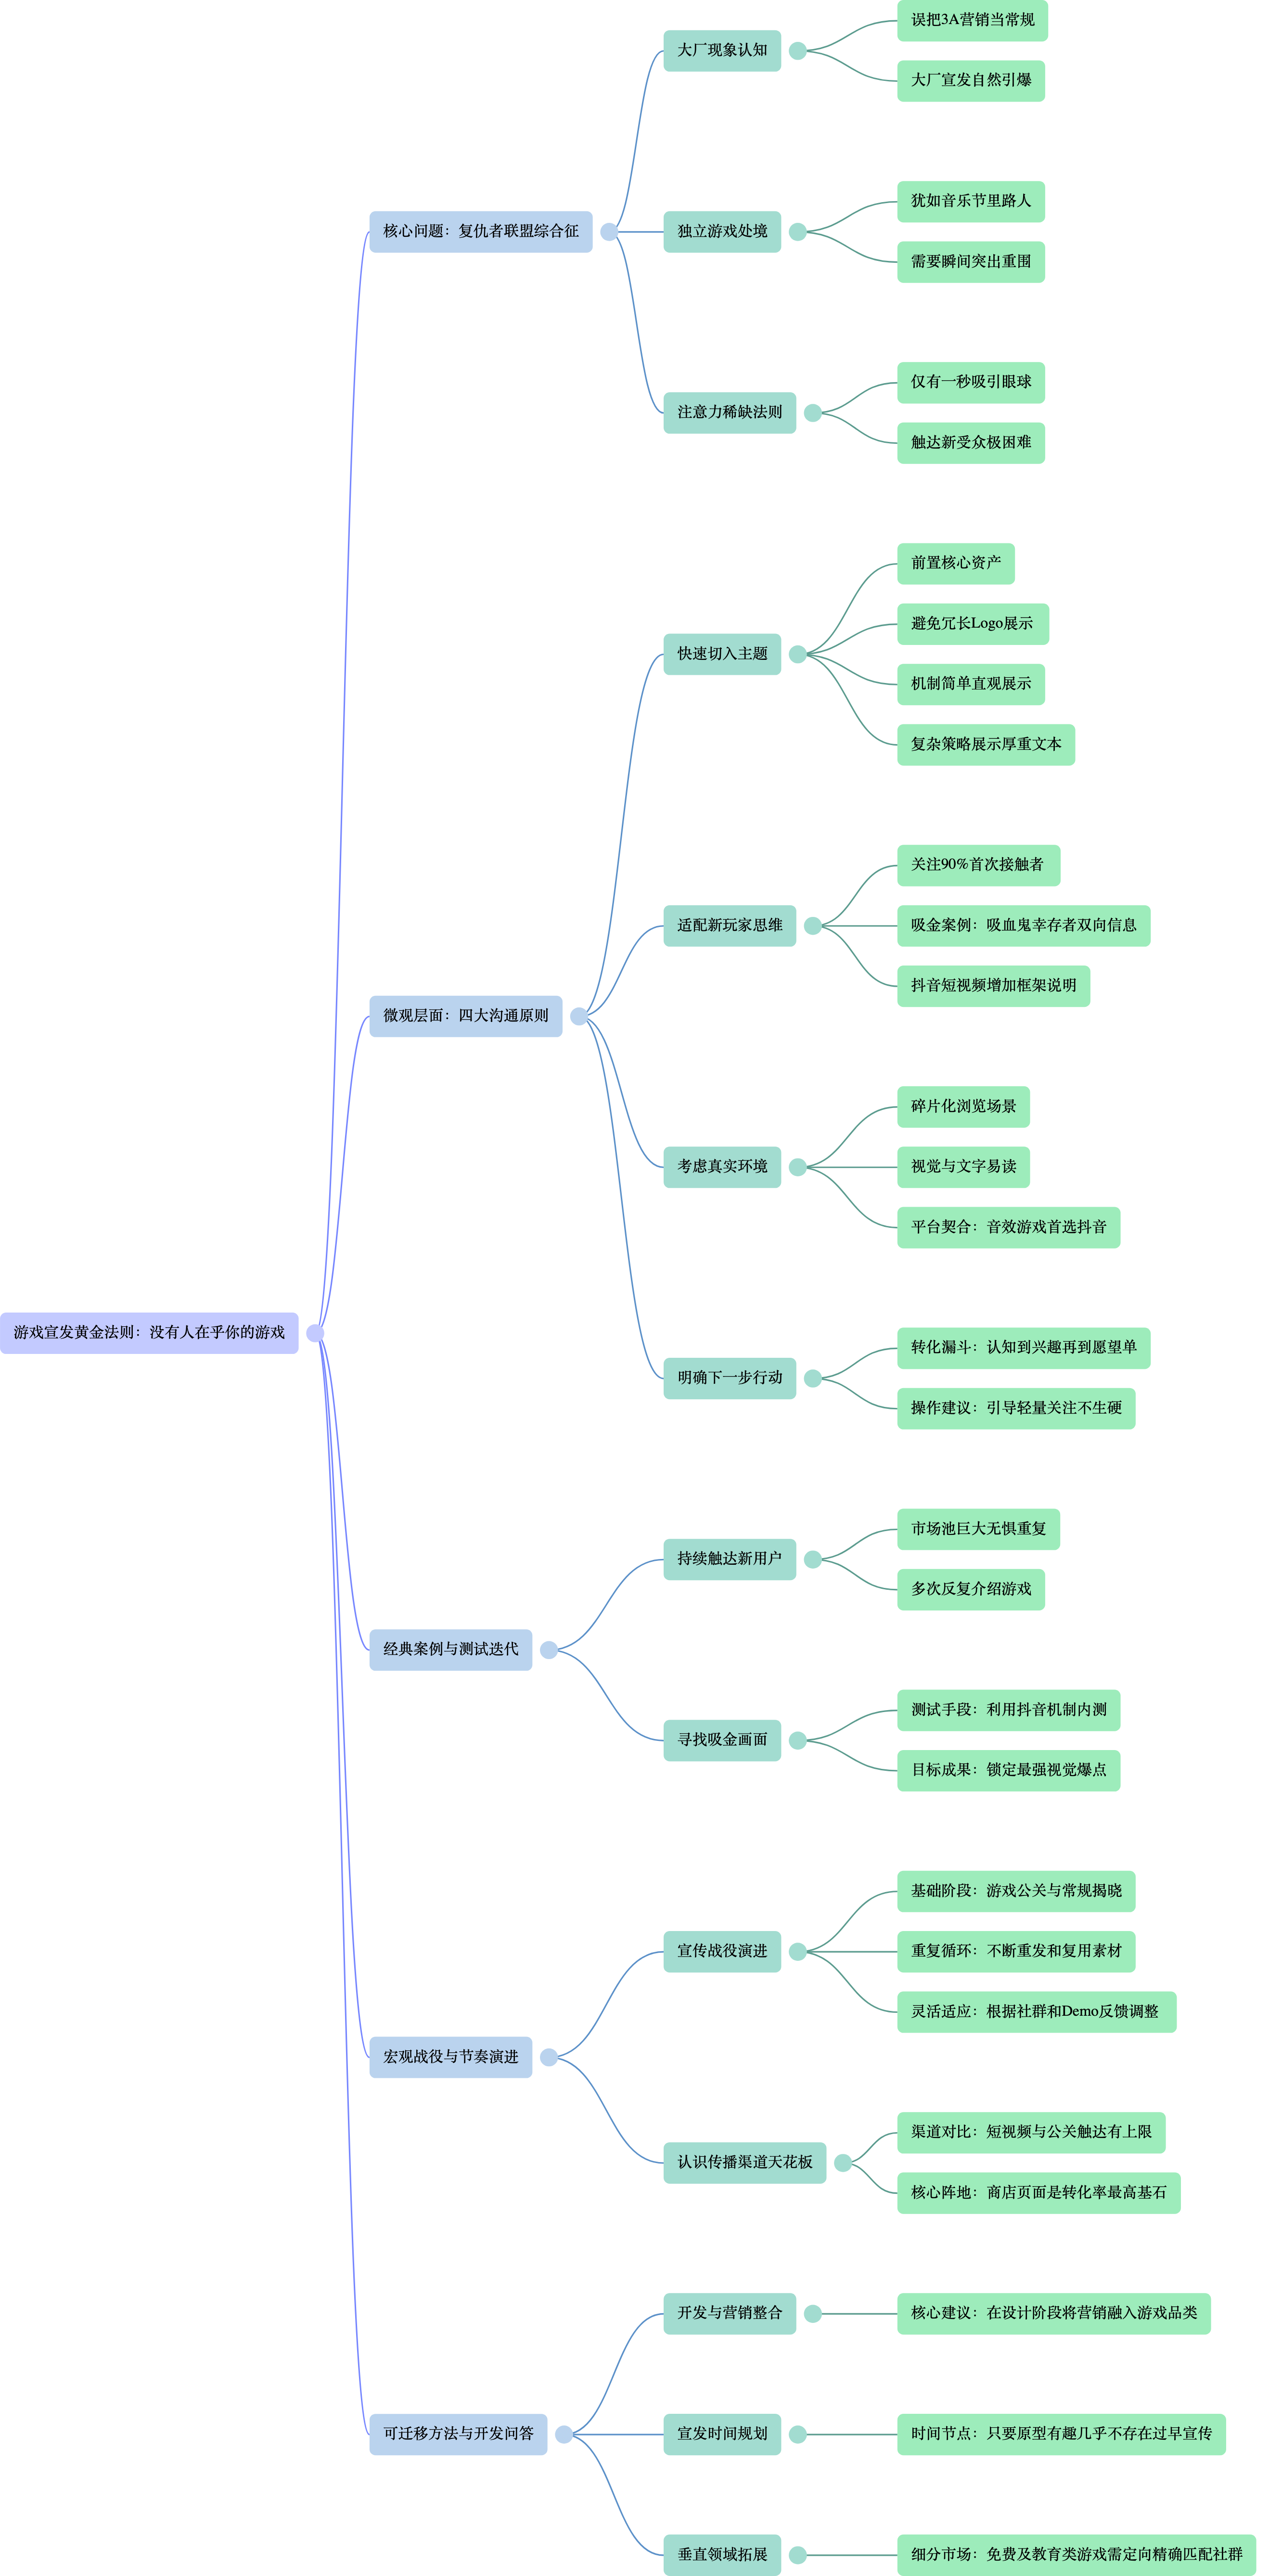 游戏宣发黄金法则：没有人在乎你的游戏
核心问题：复仇者联盟综合征
大厂现象认知
误把3A营销当常规
大厂宣发自然引爆
独立游戏处境
犹如音乐节里路人
需要瞬间突出重围
注意力稀缺法则
仅有一秒吸引眼球
触达新受众极困难
微观层面：四大沟通原则
快速切入主题
前置核心资产
避免冗长Logo展示
机制简单直观展示
复杂策略展示厚重文本
适配新玩家思维
关注90%首次接触者
吸金案例：吸血鬼幸存者双向信息
抖音短视频增加框架说明
考虑真实环境
碎片化浏览场景
视觉与文字易读
平台契合：音效游戏首选抖音
明确下一步行动
转化漏斗：认知到兴趣再到愿望单
操作建议：引导轻量关注不生硬
经典案例与测试迭代
持续触达新用户
市场池巨大无惧重复
多次反复介绍游戏
寻找吸金画面
测试手段：利用抖音机制内测
目标成果：锁定最强视觉爆点
宏观战役与节奏演进
宣传战役演进
基础阶段：游戏公关与常规揭晓
重复循环：不断重发和复用素材
灵活适应：根据社群和Demo反馈调整
认识传播渠道天花板
渠道对比：短视频与公关触达有上限
核心阵地：商店页面是转化率最高基石
可迁移方法与开发问答
开发与营销整合
核心建议：在设计阶段将营销融入游戏品类
宣发时间规划
时间节点：只要原型有趣几乎不存在过早宣传
垂直领域拓展
细分市场：免费及教育类游戏需定向精确匹配社群